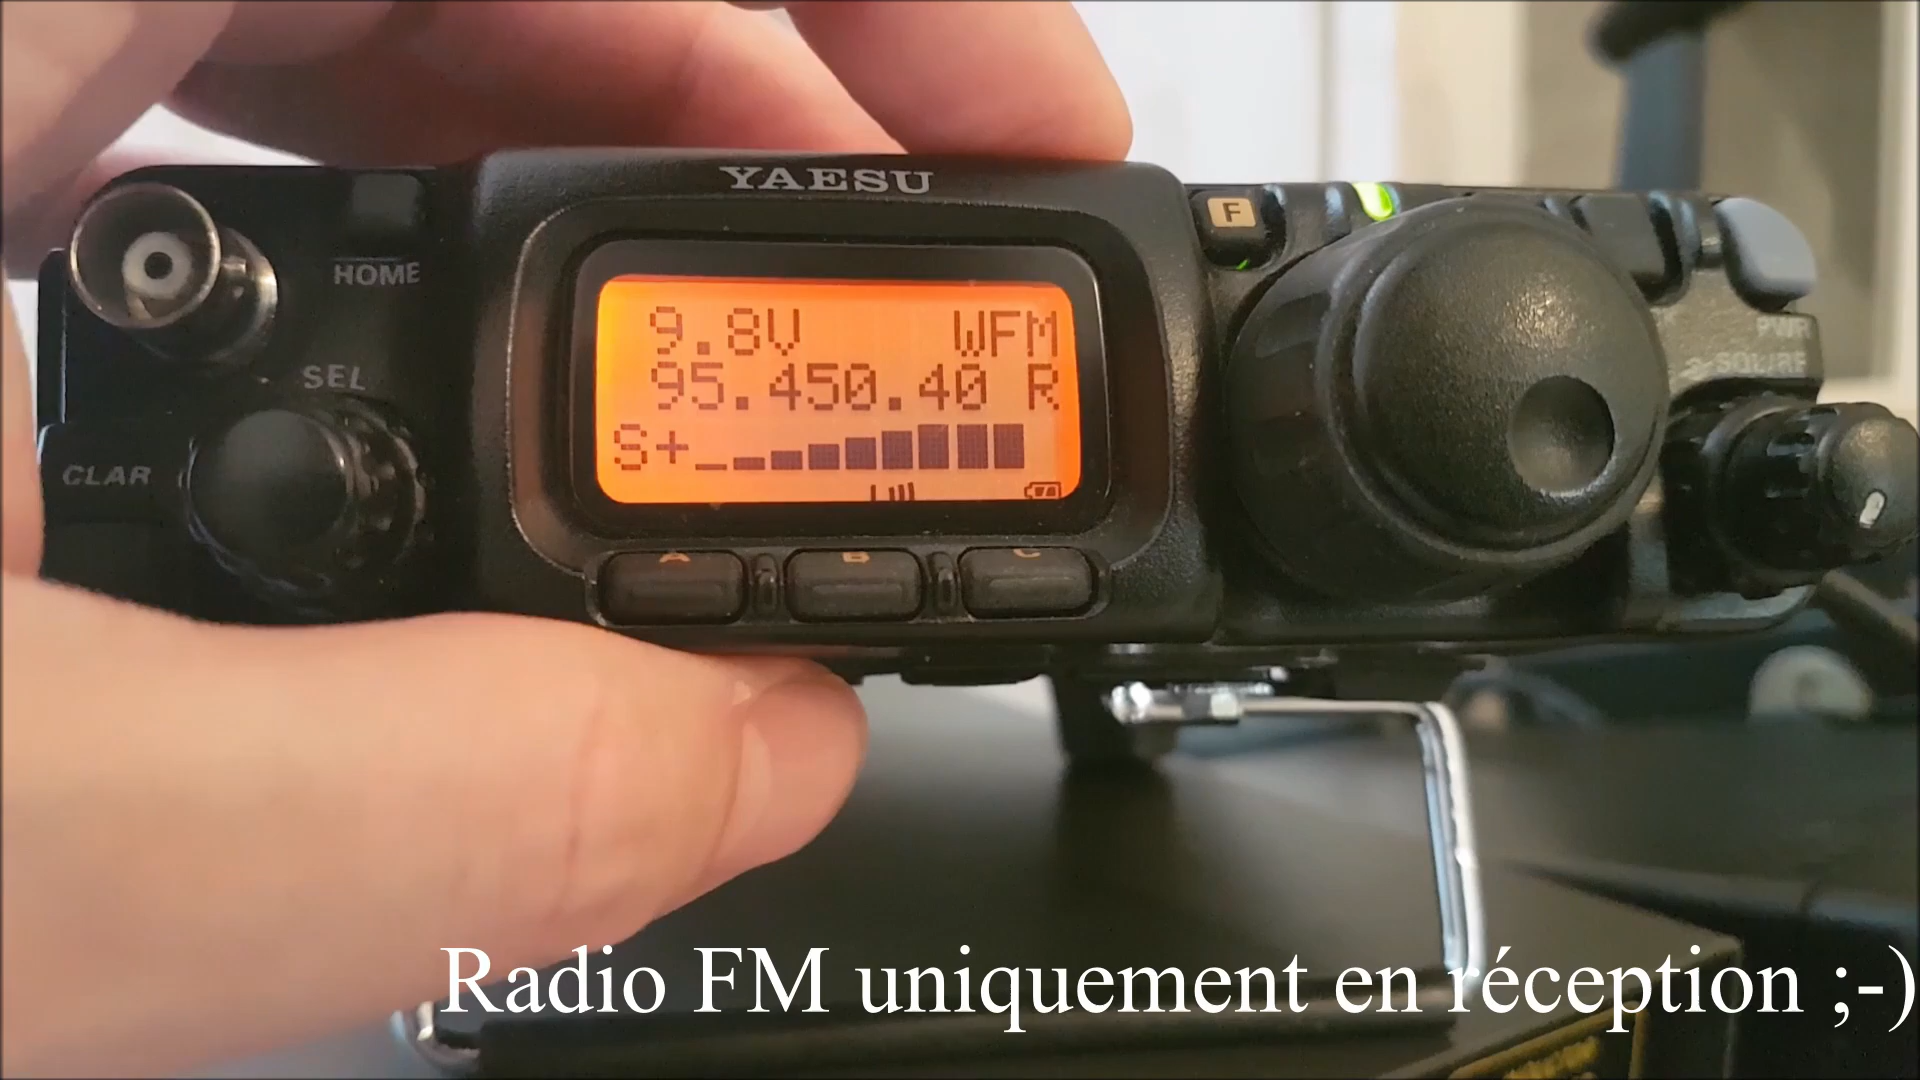 YAESU
F
HOME
9.8V WFM
95.450.40 R
S+
PWR
SQL/RF
SEL
CLAR
A B C
Radio FM uniquement en réception ;-)